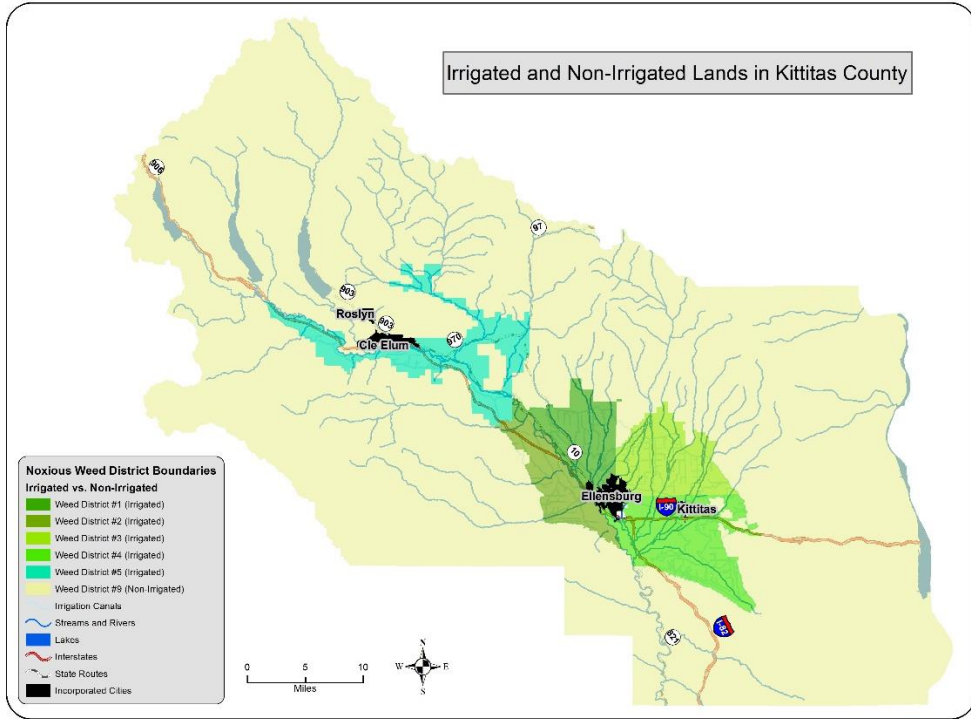 Irrigated and Non-Irrigated Lands in Kittitas County
906
97
903
Roslyn
903
970
Cle Elum
10
Ellensburg
I-90
Kittitas
I-82
821
Noxious Weed District Boundaries
Irrigated vs. Non-Irrigated
Weed District #1 (Irrigated)
Weed District #2 (Irrigated)
Weed District #3 (Irrigated)
Weed District #4 (Irrigated)
Weed District #5 (Irrigated)
Weed District #9 (Non-Irrigated)
Irrigation Canals
Streams and Rivers
Lakes
Interstates
State Routes
Incorporated Cities
0 5 10
Miles
N
W E
S